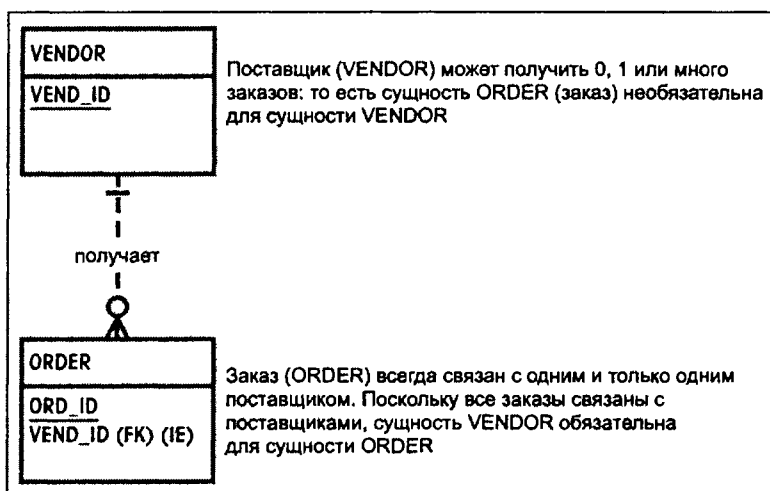 VENDOR
VEND_ID
Поставщик (VENDOR) может получить 0, 1 или много
заказов: то есть сущность ORDER (заказ) необязательна
для сущности VENDOR
получает
ORDER
ORD_ID
VEND_ID (FK) (IE)
Заказ (ORDER) всегда связан с одним и только одним
поставщиком. Поскольку все заказы связаны с
поставщиками, сущность VENDOR обязательна
для сущности ORDER